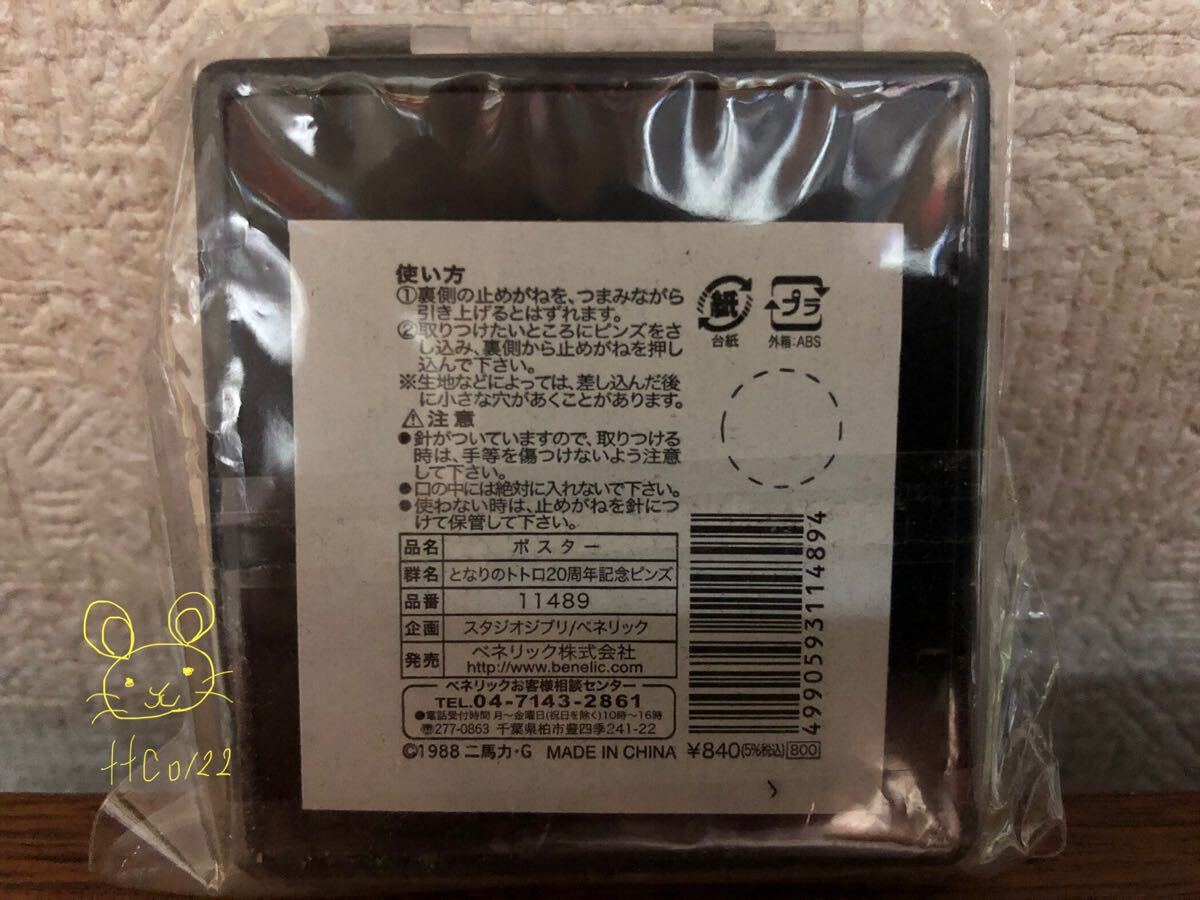 使い方
①裏側の止めがねを、つまみながら
引き上げるとはずれます。
②取りつけたいところにピンズをさ
し込み、裏側から止めがねを押し
込んで下さい。
※生地などによっては、差し込んだ後
に小さな穴があくことがあります。
⚠注意
●針がついていますので、取りつける
時は、手等を傷つけないよう注意
して下さい。
●口の中には絶対に入れないで下さい。
●使わない時は、止めがねを針につ
けて保管して下さい。
紙
台紙
プラ
外箱:ABS
品名 ポスター
群名 となりのトトロ20周年記念ピンズ
品番 11489
企画 スタジオジブリ/ベネリック
発売 ベネリック株式会社
http://www.benelic.com
ベネリックお客様相談センター
TEL.04-7143-2861
●電話受付時間 月〜金曜日(祝日を除く)10時〜16時
☏277-0863 千葉県柏市豊四季241-22
©1988 二馬力・G MADE IN CHINA ¥840(5%税込) 800
4990593114894
HCO122